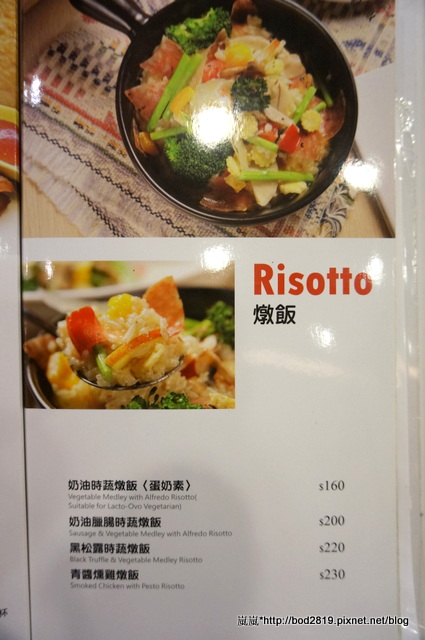 Risotto
燉飯
奶油時蔬燉飯〈蛋奶素〉 $160
Vegetable Medley with Alfredo Risotto(
Suitable for Lacto-Ovo Vegetarian)
奶油臘腸時蔬燉飯 $200
Sausage & Vegetable Medley with Alfredo Risotto
黑松露時蔬燉飯 $220
Black Truffle & Vegetable Medley Risotto
青醬燻雞燉飯 $230
Smoked Chicken with Pesto Risotto
杯
嵐嵐*http://bod2819.pixnet.net/blog